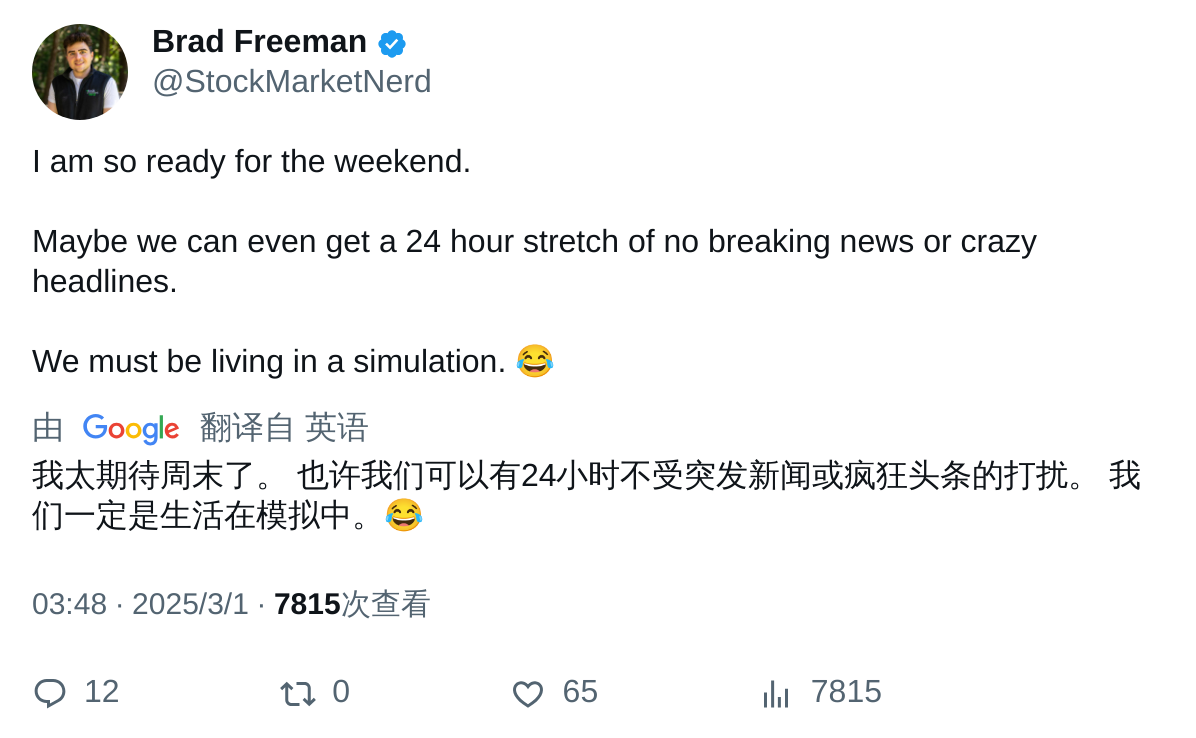 Brad Freeman
@StockMarketNerd
I am so ready for the weekend.
Maybe we can even get a 24 hour stretch of no breaking news or crazy
headlines.
We must be living in a simulation. 😂
由 Google 翻译自 英语
我太期待周末了。 也许我们可以有24小时不受突发新闻或疯狂头条的打扰。 我
们一定是生活在模拟中。😂
03:48 · 2025/3/1 · 7815次查看
12 0 65 7815